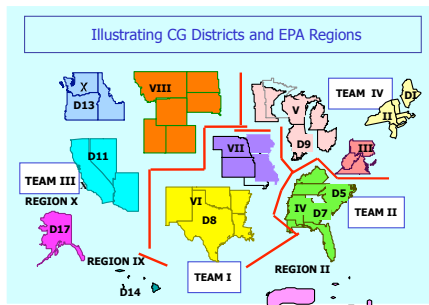 Illustrating CG Districts and EPA Regions
X
D13
VIII
V
D9
TEAM IV
DI
II
III
VII
D11
TEAM III
REGION X
VI
D8
D5
IV
D7
TEAM II
D17
REGION IX
D14
TEAM I
REGION II